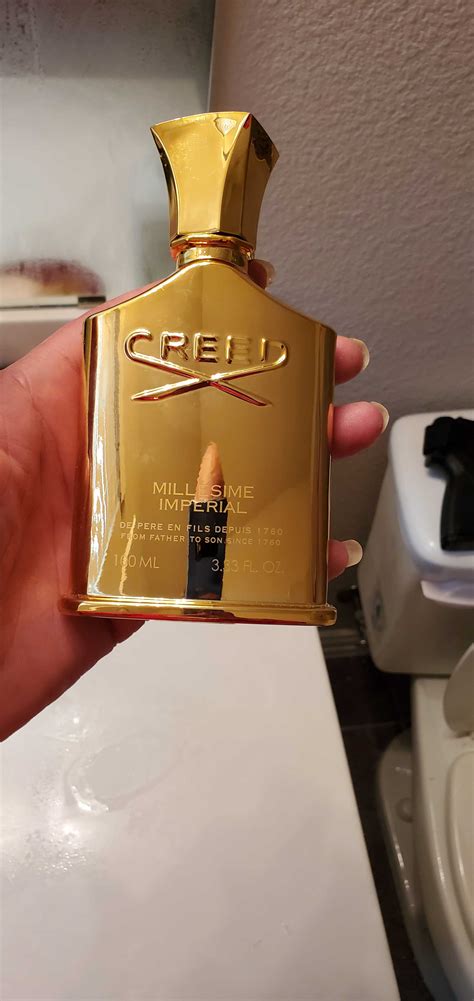 CREED
MILLESIME
IMPERIAL
DE PERE EN FILS DEPUIS 1760
FROM FATHER TO SON SINCE 1760
100 ML 3.33 FL. OZ.